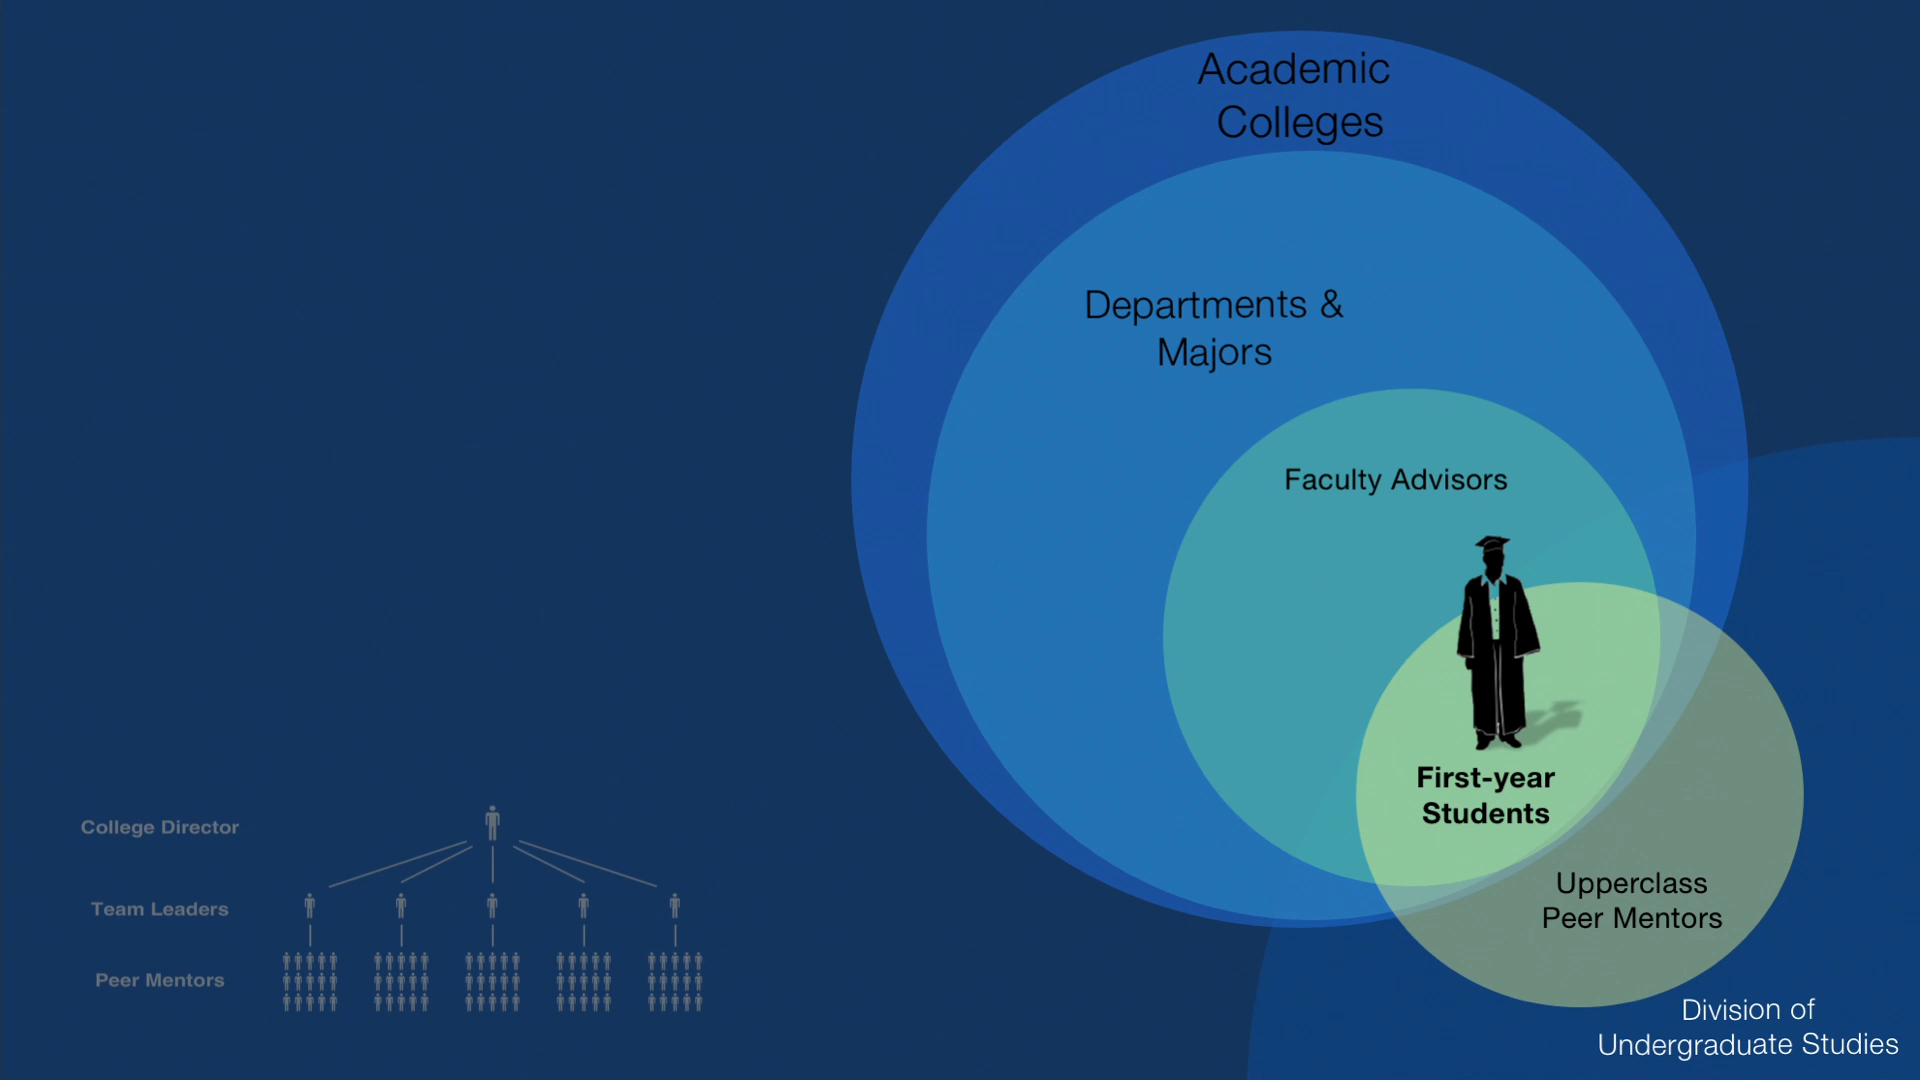 Academic
Colleges
Departments &
Majors
Faculty Advisors
First-year
Students
Upperclass
Peer Mentors
Division of
Undergraduate Studies
College Director
Team Leaders
Peer Mentors